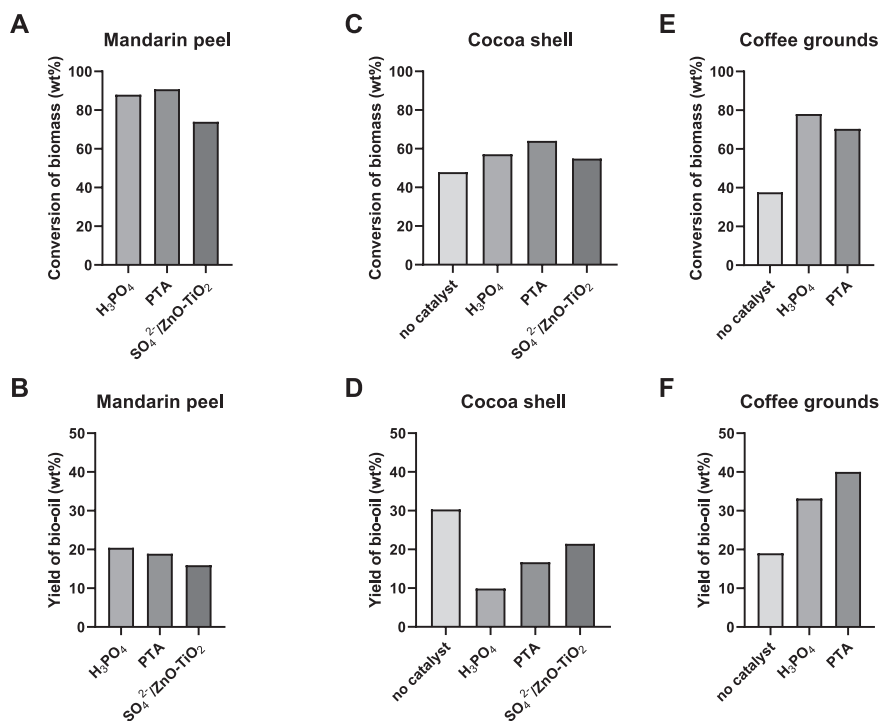 A
Mandarin peel
Conversion of biomass (wt%)
100
80
60
40
20
0
H₃PO₄
PTA
SO₄²⁻/ZnO-TiO₂
C
Cocoa shell
Conversion of biomass (wt%)
100
80
60
40
20
0
no catalyst
H₃PO₄
PTA
SO₄²⁻/ZnO-TiO₂
E
Coffee grounds
Conversion of biomass (wt%)
100
80
60
40
20
0
no catalyst
H₃PO₄
PTA
B
Mandarin peel
Yield of bio-oil (wt%)
50
40
30
20
10
0
H₃PO₄
PTA
SO₄²⁻/ZnO-TiO₂
D
Cocoa shell
Yield of bio-oil (wt%)
50
40
30
20
10
0
no catalyst
H₃PO₄
PTA
SO₄²⁻/ZnO-TiO₂
F
Coffee grounds
Yield of bio-oil (wt%)
50
40
30
20
10
0
no catalyst
H₃PO₄
PTA